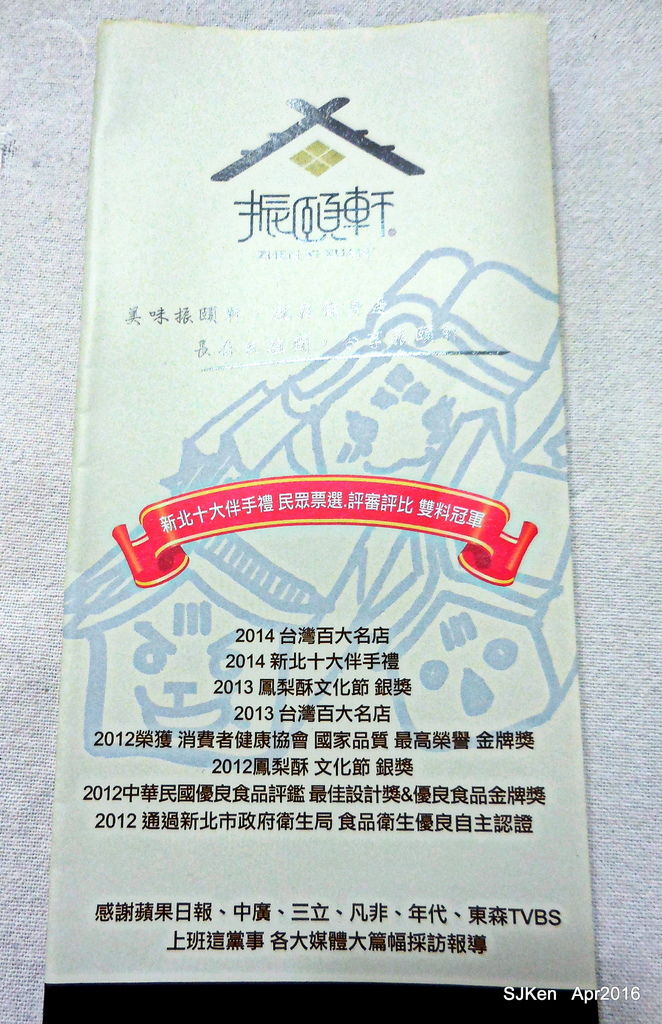 振頤軒®
ZHEN YI XUAN
美味振頤軒
長
新北十大伴手禮 民眾票選.評審評比 雙料冠軍
2014 台灣百大名店
2014 新北十大伴手禮
2013 鳳梨酥文化節 銀獎
2013 台灣百大名店
2012榮獲 消費者健康協會 國家品質 最高榮譽 金牌獎
2012鳳梨酥 文化節 銀獎
2012中華民國優良食品評鑑 最佳設計獎&優良食品金牌獎
2012 通過新北市政府衛生局 食品衛生優良自主認證
感謝蘋果日報、中廣、三立、凡非、年代、東森TVBS
上班這黨事 各大媒體大篇幅採訪報導
SJKen Apr2016